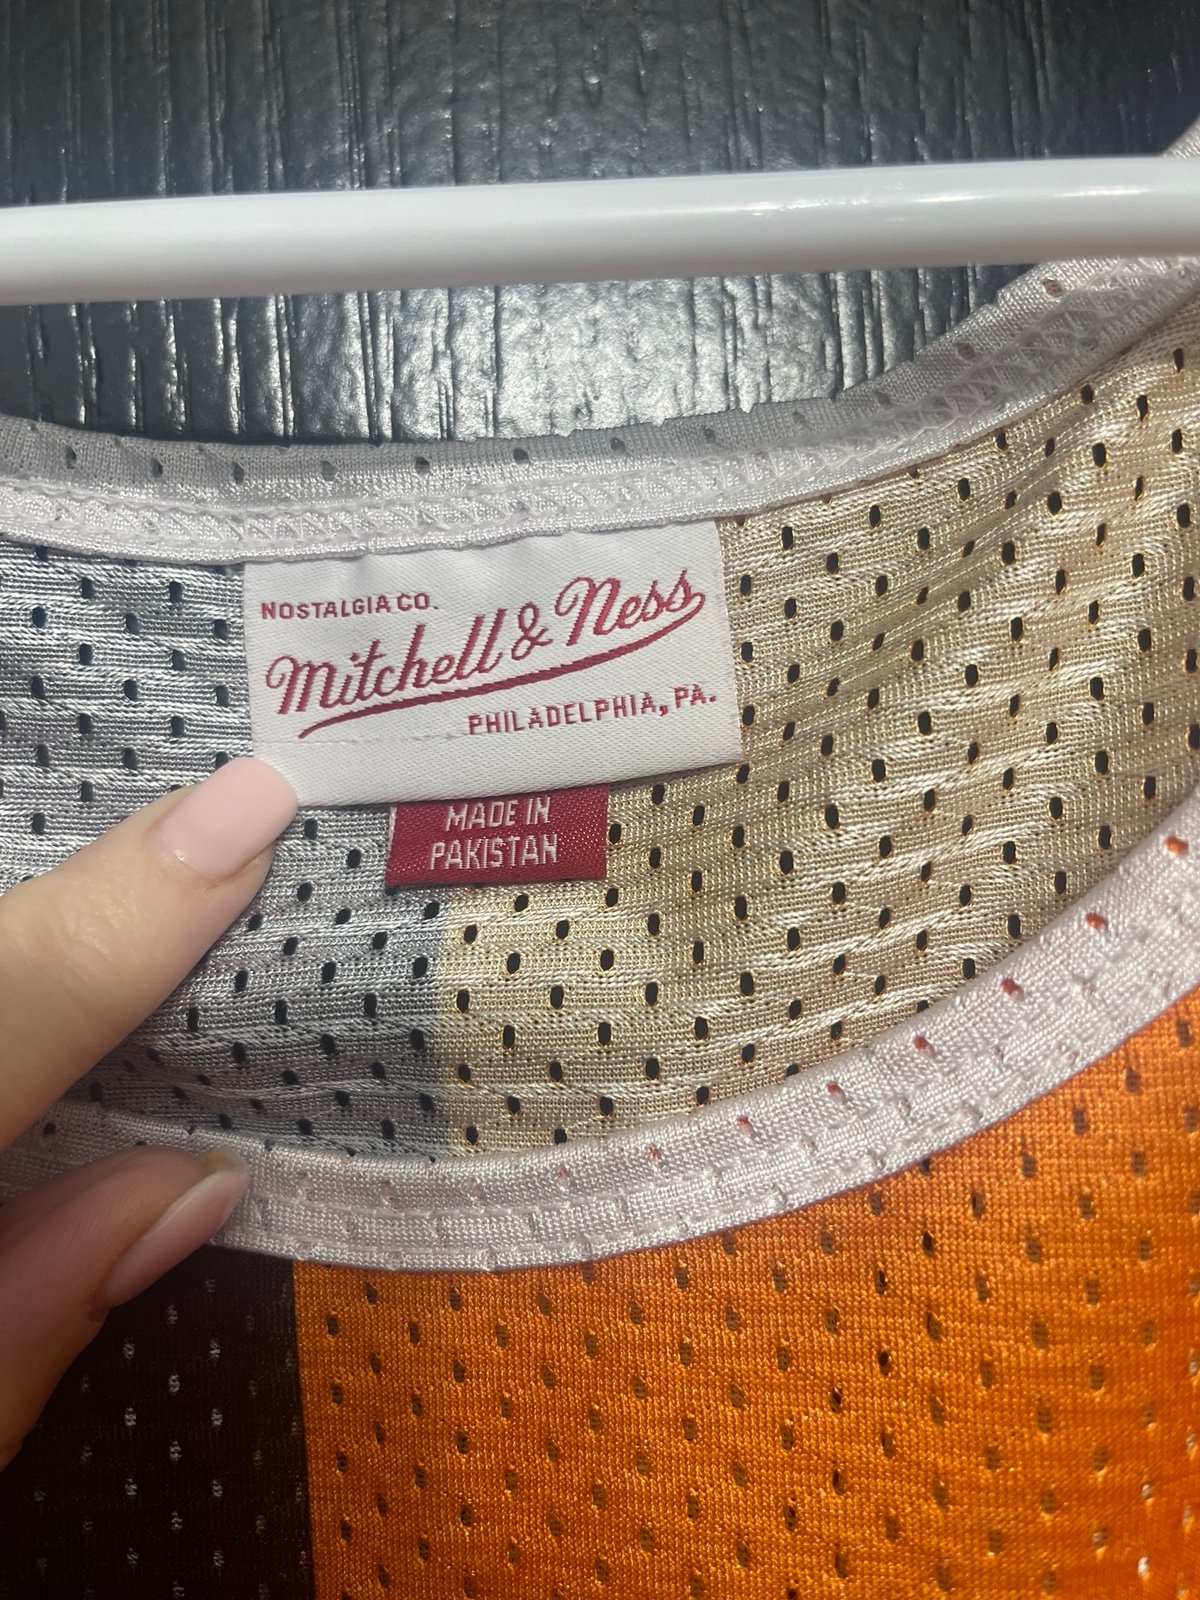 NOSTALGIA CO.
Mitchell & Ness
PHILADELPHIA, PA.
MADE IN
PAKISTAN